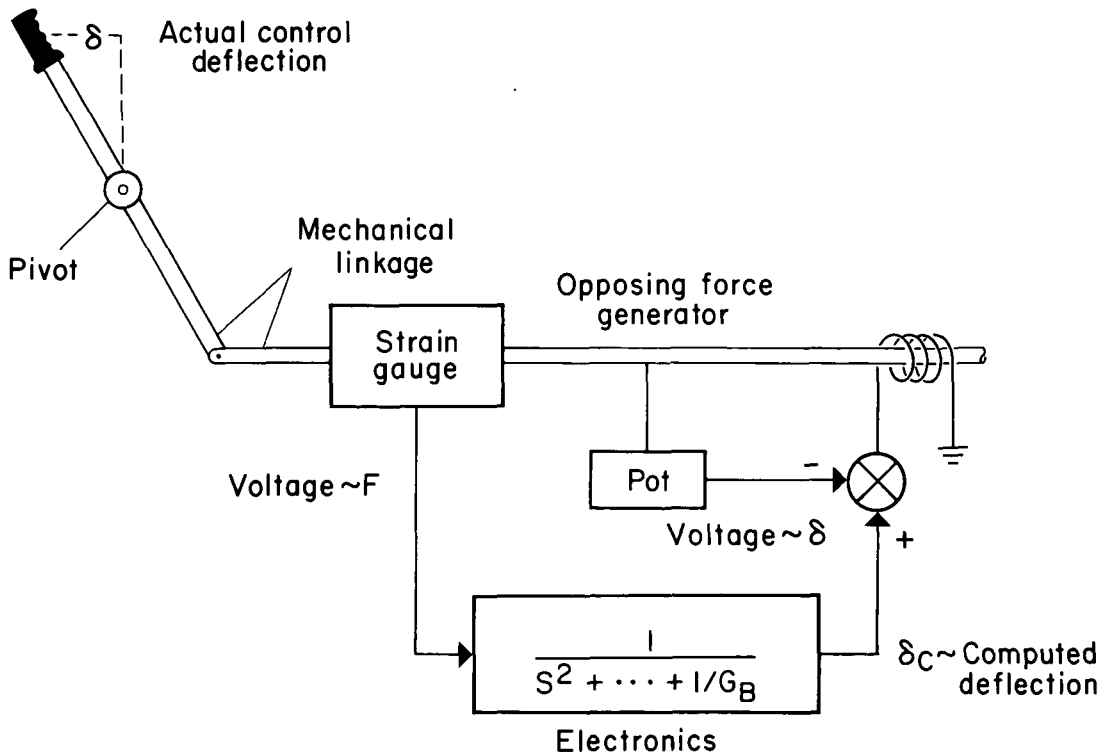 δ
Actual control
deflection
Pivot
Mechanical
linkage
Opposing force
generator
Strain
gauge
Voltage~F
Pot
-
Voltage~δ
+
1
S² + ··· + 1/G_B
δ_C~Computed
deflection
Electronics